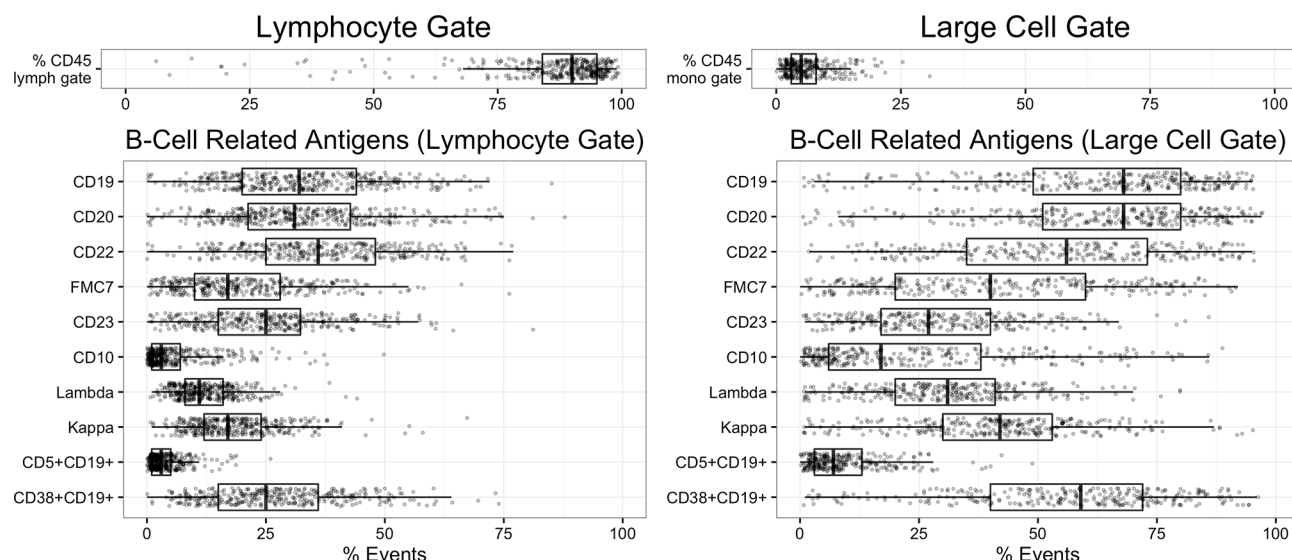 Lymphocyte Gate
% CD45
lymph gate
0 25 50 75 100
B-Cell Related Antigens (Lymphocyte Gate)
CD19
CD20
CD22
FMC7
CD23
CD10
Lambda
Kappa
CD5+CD19+
CD38+CD19+
0 25 50 75 100
% Events
Large Cell Gate
% CD45
mono gate
0 25 50 75 100
B-Cell Related Antigens (Large Cell Gate)
CD19
CD20
CD22
FMC7
CD23
CD10
Lambda
Kappa
CD5+CD19+
CD38+CD19+
0 25 50 75 100
% Events